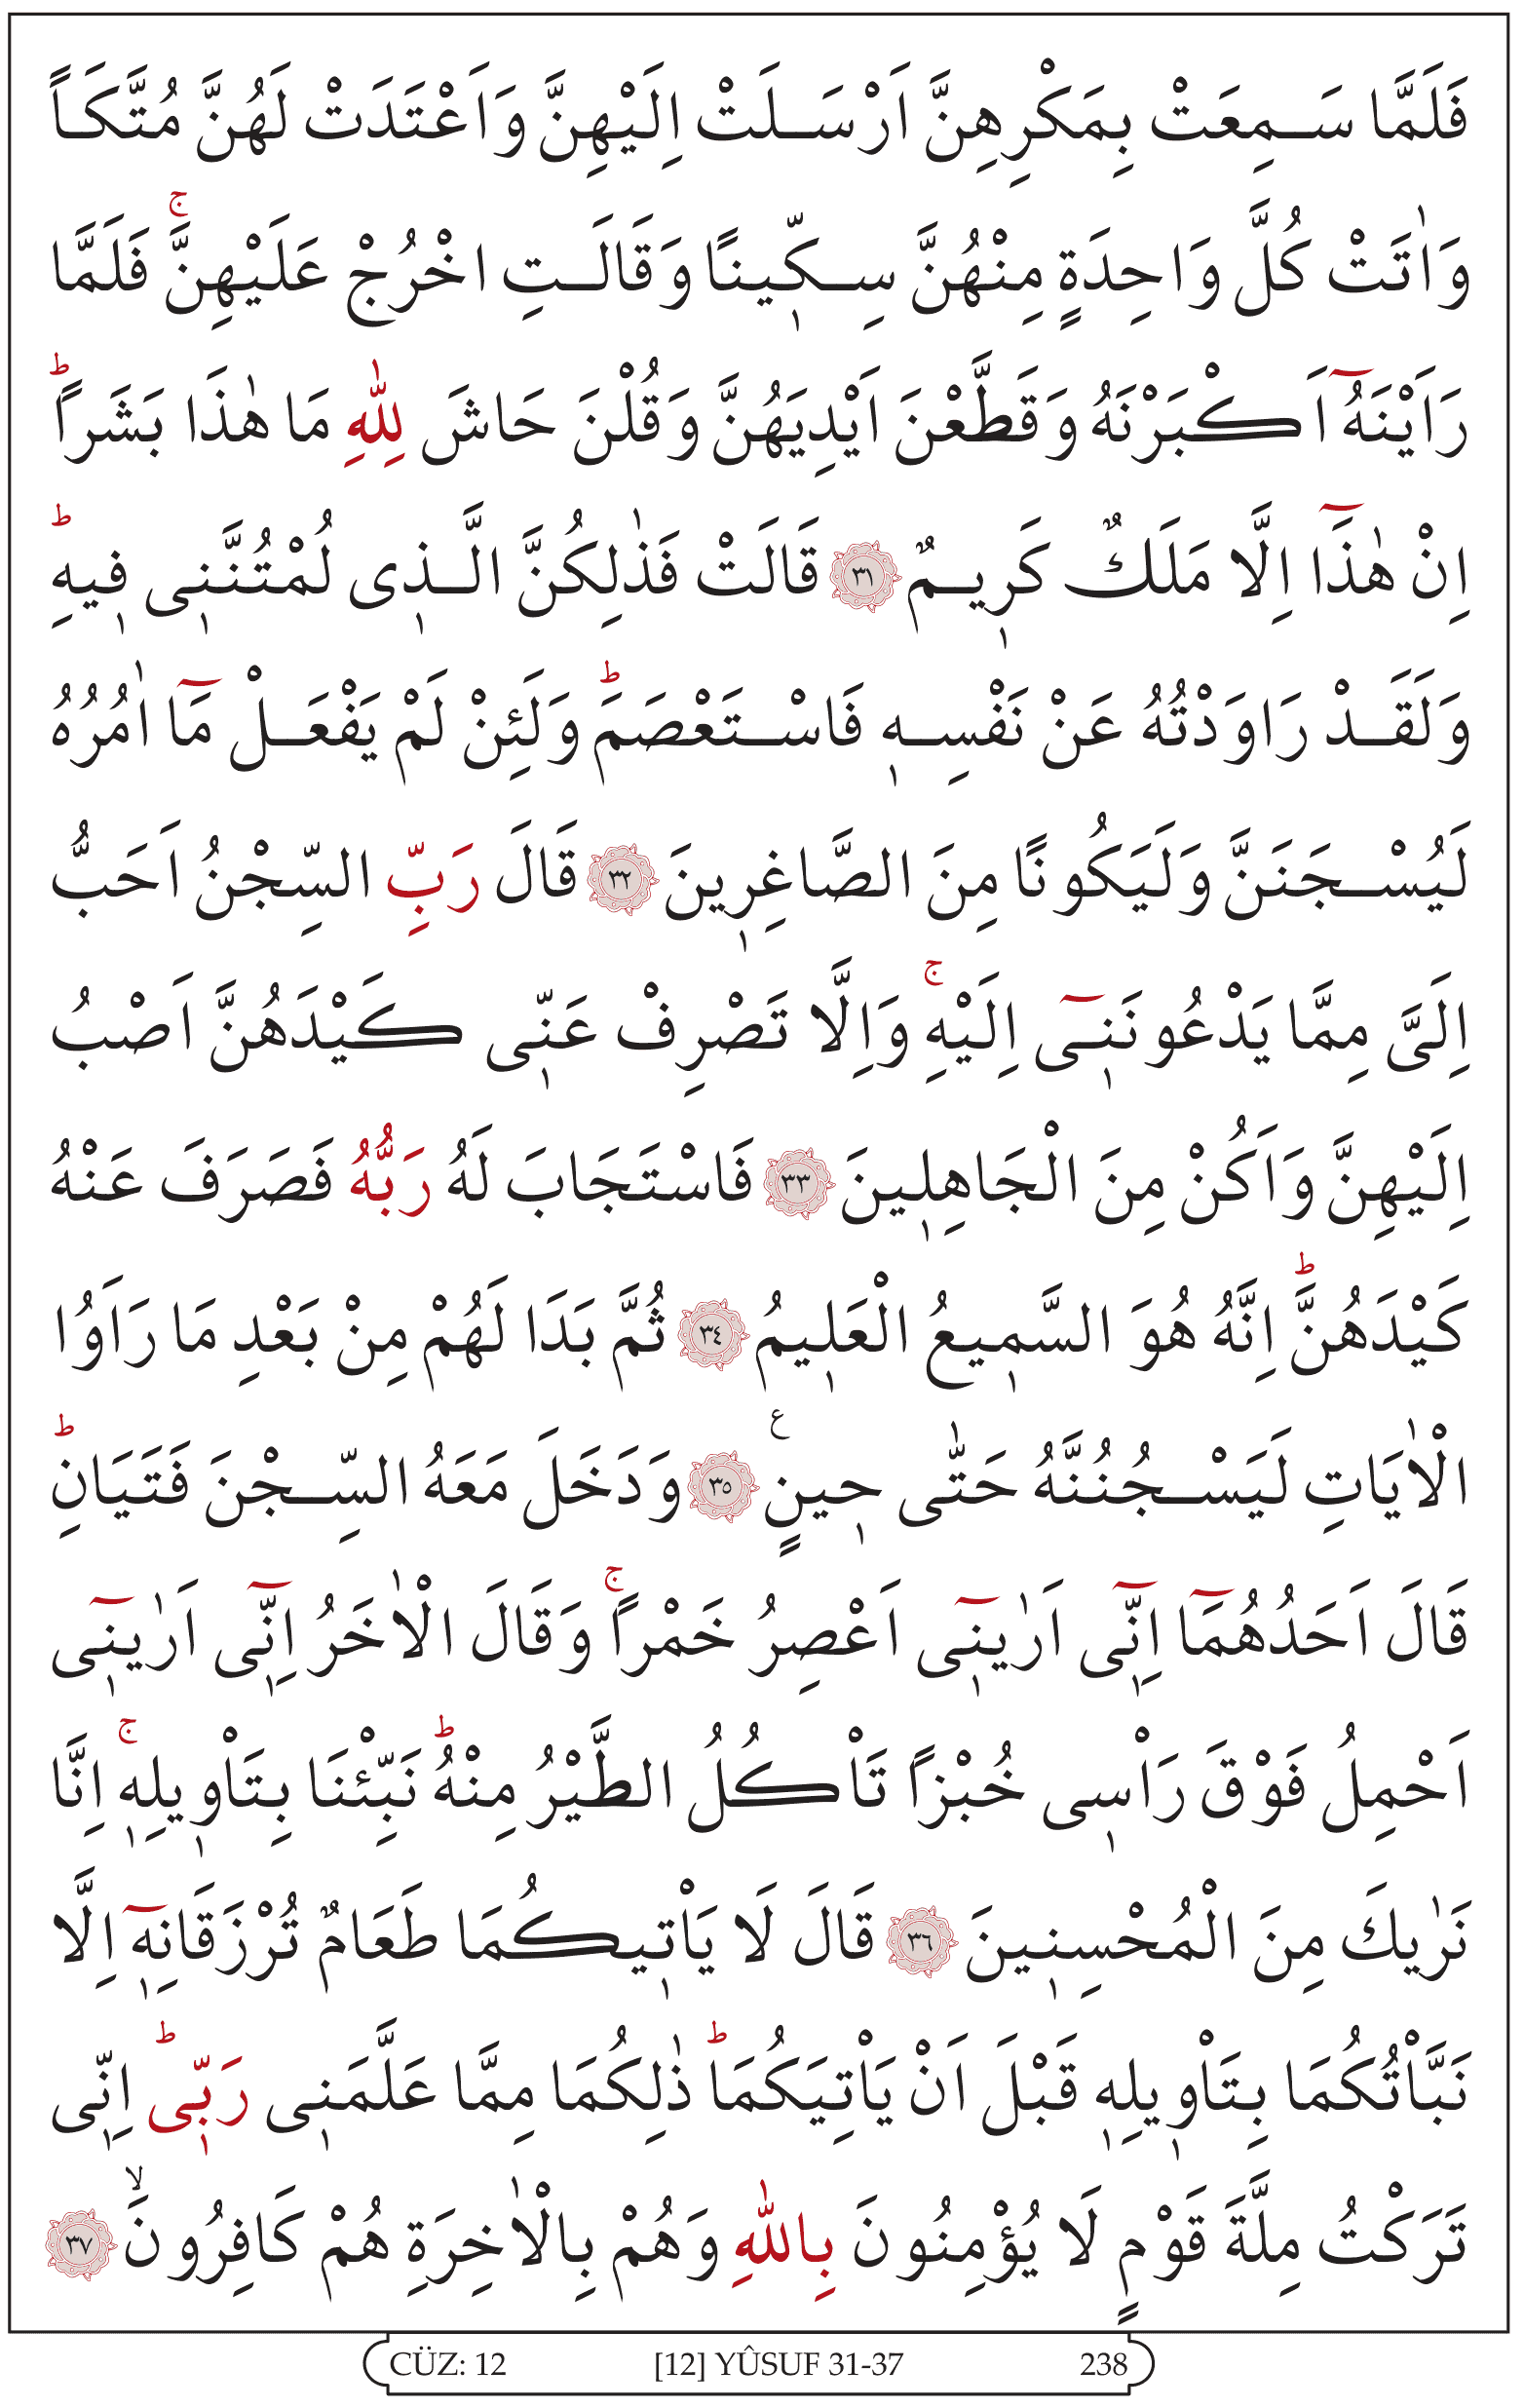 فَلَمَّا سَمِعَتْ بِمَكْرِهِنَّ اَرْسَلَتْ اِلَيْهِنَّ وَاَعْتَدَتْ لَهُنَّ مُتَّكَـاً
وَاٰتَتْ كُلَّ وَاحِدَةٍ مِنْهُنَّ سِكّٖينًا وَقَالَتِ اخْرُجْ عَلَيْهِنَّۚ فَلَمَّا
رَاَيْنَهُٓ اَكْبَرْنَهُ وَقَطَّعْنَ اَيْدِيَهُنَّ وَقُلْنَ حَاشَ لِلّٰهِ مَا هٰذَا بَشَراًؕ
اِنْ هٰذَٓا اِلَّا مَلَكٌ كَرٖيمٌ ﴿٣١﴾ قَالَتْ فَذٰلِكُنَّ الَّذٖى لُمْتُنَّنٖى فٖيهِؕ
وَلَقَدْ رَاوَدْتُهُ عَنْ نَفْسِهٖ فَاسْتَعْصَمَؕ وَلَئِنْ لَمْ يَفْعَلْ مَٓا اٰمُرُهُ
لَيُسْجَنَنَّ وَلَيَكُونًا مِنَ الصَّاغِرٖينَ ﴿٣٢﴾ قَالَ رَبِّ السِّجْنُ اَحَبُّ
اِلَىَّ مِمَّا يَدْعُونَنٖٓى اِلَيْهِۚ وَاِلَّا تَصْرِفْ عَنّٖى كَيْدَهُنَّ اَصْبُ
اِلَيْهِنَّ وَاَكُنْ مِنَ الْجَاهِلٖينَ ﴿٣٣﴾ فَاسْتَجَابَ لَهُ رَبُّهُ فَصَرَفَ عَنْهُ
كَيْدَهُنَّؕ اِنَّهُ هُوَ السَّمٖيعُ الْعَلٖيمُ ﴿٣٤﴾ ثُمَّ بَدَا لَهُمْ مِنْ بَعْدِ مَا رَاَوُا
الْاٰيَاتِ لَيَسْجُنُنَّهُ حَتّٰى حٖينٍ ع ﴿٣٥﴾ وَدَخَلَ مَعَهُ السِّجْنَ فَتَيَانِؕ
قَالَ اَحَدُهُمَٓا اِنّٖٓى اَرٰينٖٓى اَعْصِرُ خَمْراًۚ وَقَالَ الْاٰخَرُ اِنّٖٓى اَرٰينٖٓى
اَحْمِلُ فَوْقَ رَاْسٖى خُبْزاً تَاْكُلُ الطَّيْرُ مِنْهُؕ نَبِّئْنَا بِتَاْوٖيلِهٖۚ اِنَّا
نَرٰيكَ مِنَ الْمُحْسِنٖينَ ﴿٣٦﴾ قَالَ لَا يَاْتٖيكُمَا طَعَامٌ تُرْزَقَانِهٖٓ اِلَّا
نَبَّاْتُكُمَا بِتَاْوٖيلِهٖ قَبْلَ اَنْ يَاْتِيَكُمَاؕ ذٰلِكُمَا مِمَّا عَلَّمَنٖى رَبّٖىؕ اِنّٖى
تَرَكْتُ مِلَّةَ قَوْمٍ لَا يُؤْمِنُونَ بِاللّٰهِ وَهُمْ بِالْاٰخِرَةِ هُمْ كَافِرُونَۙ ﴿٣٧﴾
CÜZ: 12 [12] YÛSUF 31-37 238